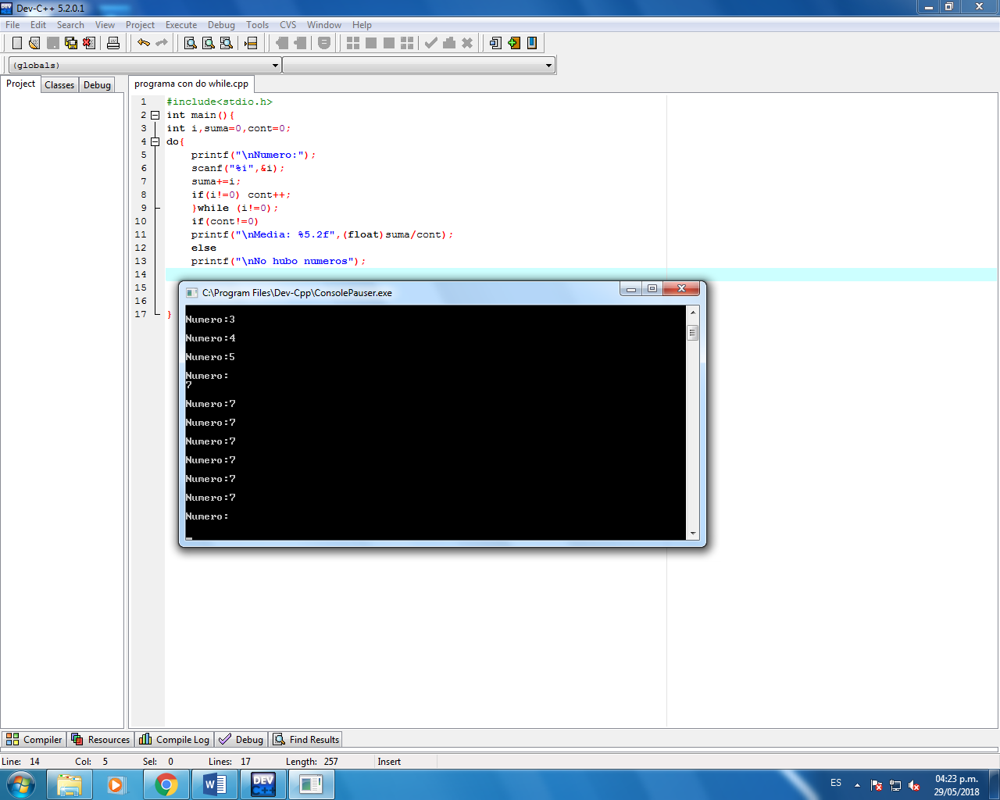 Dev-C++ 5.2.0.1
File Edit Search View Project Execute Debug Tools CVS Window Help
(globals)
Project Classes Debug
programa con do while.cpp
1 #include<stdio.h>
2 int main(){
3 int i,suma=0,cont=0;
4 do{
5 printf("\nNumero:");
6 scanf("%i",&i);
7 suma+=i;
8 if(i!=0) cont++;
9 }while (i!=0);
10 if(cont!=0)
11 printf("\nMedia: %5.2f",(float)suma/cont);
12 else
13 printf("\nNo hubo numeros");
14
15
16
17 }
C:\Program Files\Dev-Cpp\ConsolePauser.exe
Numero:3
Numero:4
Numero:5
Numero:
7
Numero:7
Numero:7
Numero:7
Numero:7
Numero:7
Numero:7
Numero:
Compiler Resources Compile Log Debug Find Results
Line: 14 Col: 5 Sel: 0 Lines: 17 Length: 257 Insert
W DEV C++
ES
04:23 p.m.
29/05/2018